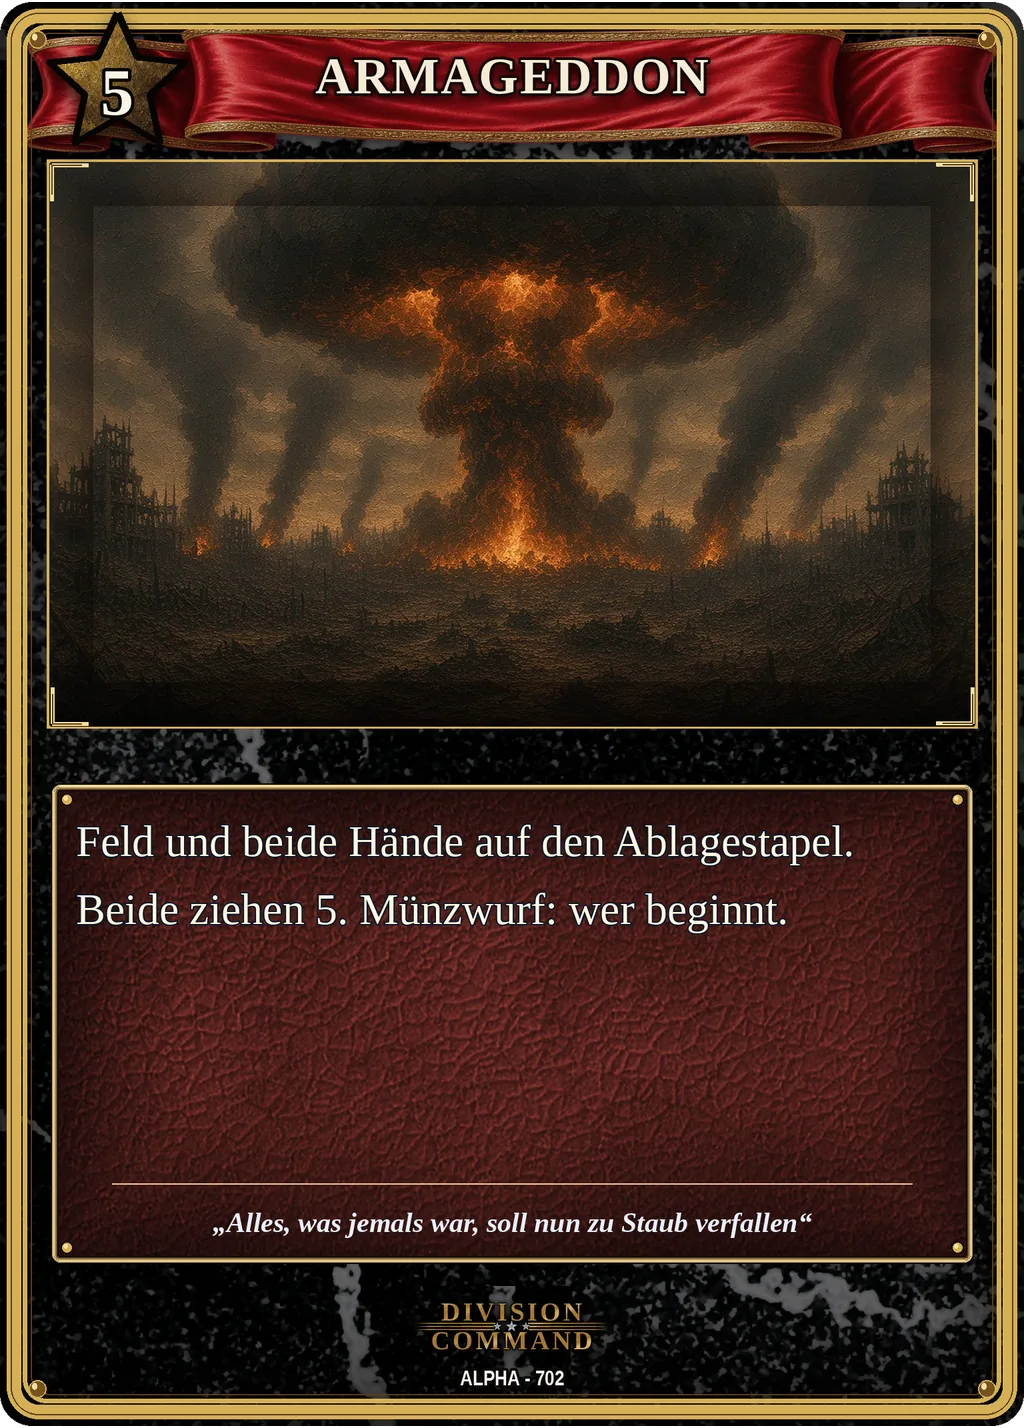 5
ARMAGEDDON
Feld und beide Hände auf den Ablagestapel.
Beide ziehen 5. Münzwurf: wer beginnt.
„Alles, was jemals war, soll nun zu Staub verfallen“
DIVISION
COMMAND
ALPHA - 702